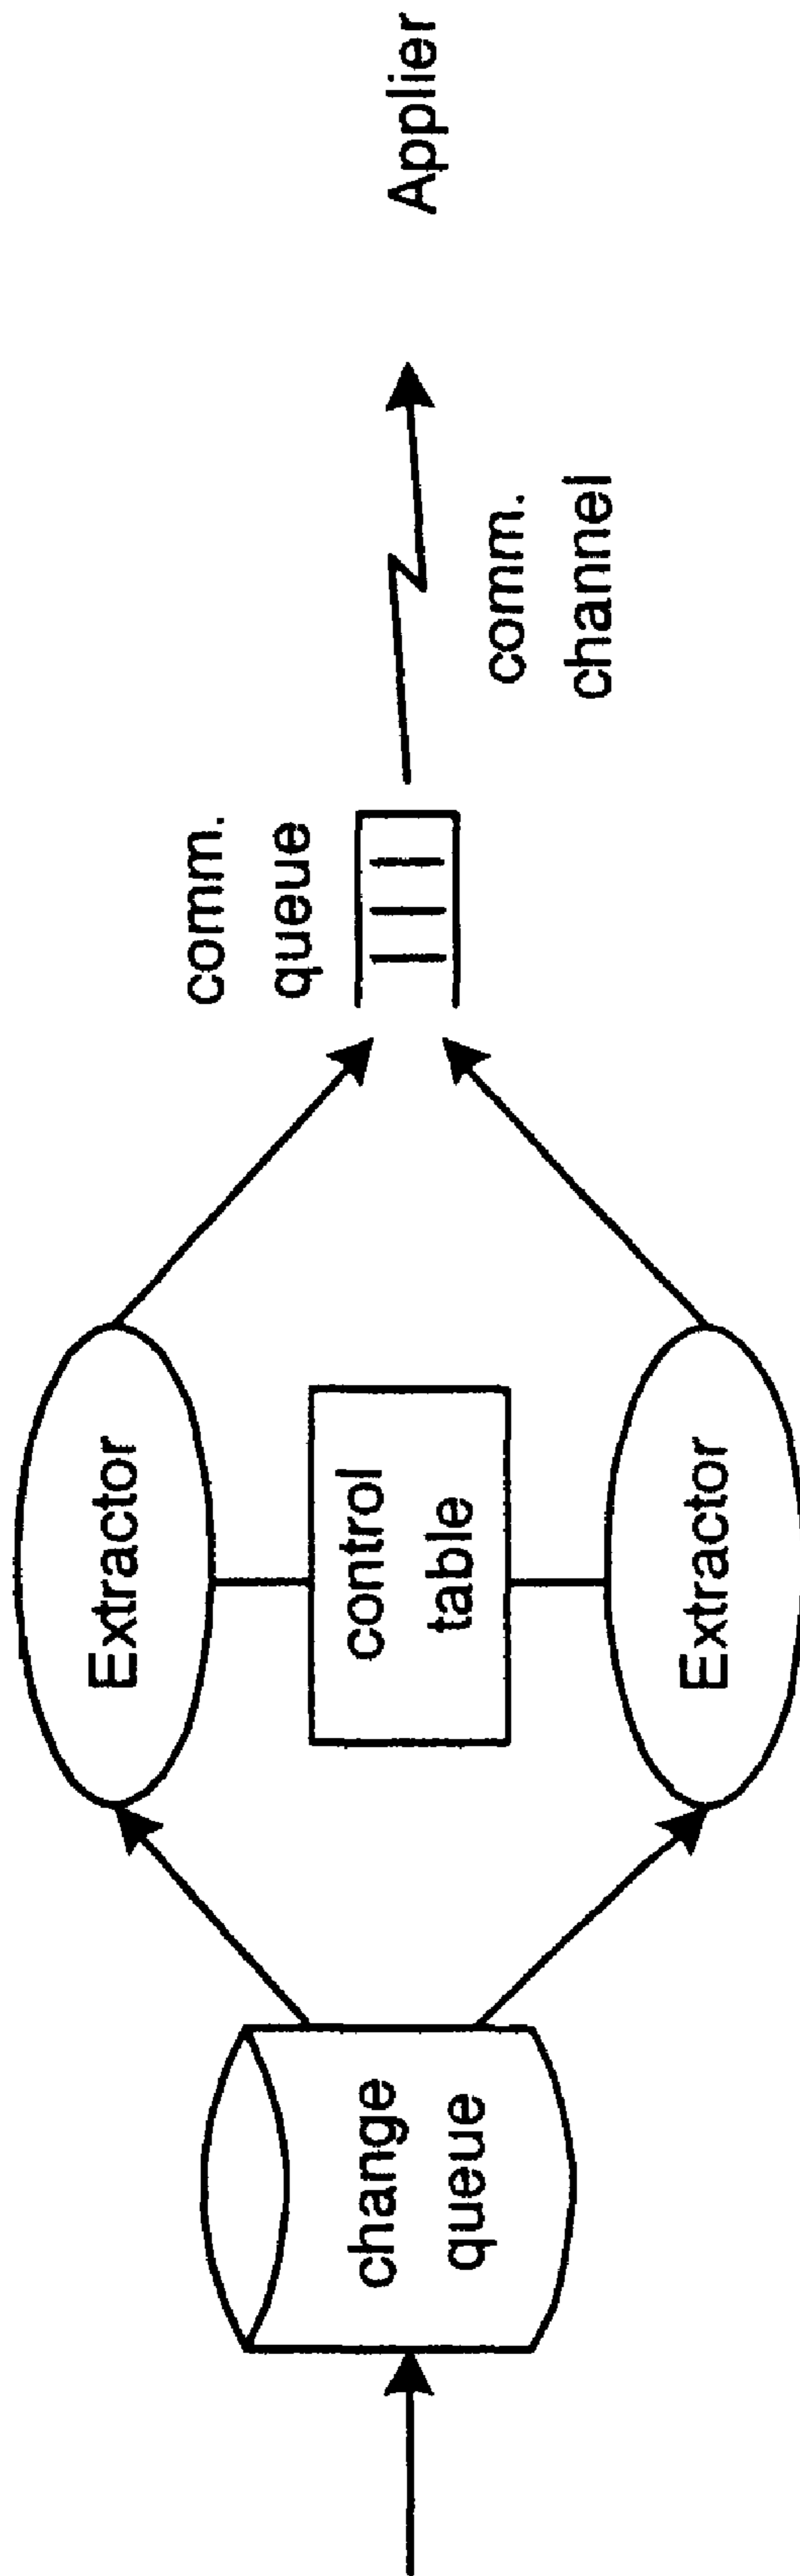 change
queue
Extractor
control
table
Extractor
comm.
queue
comm.
channel
Applier